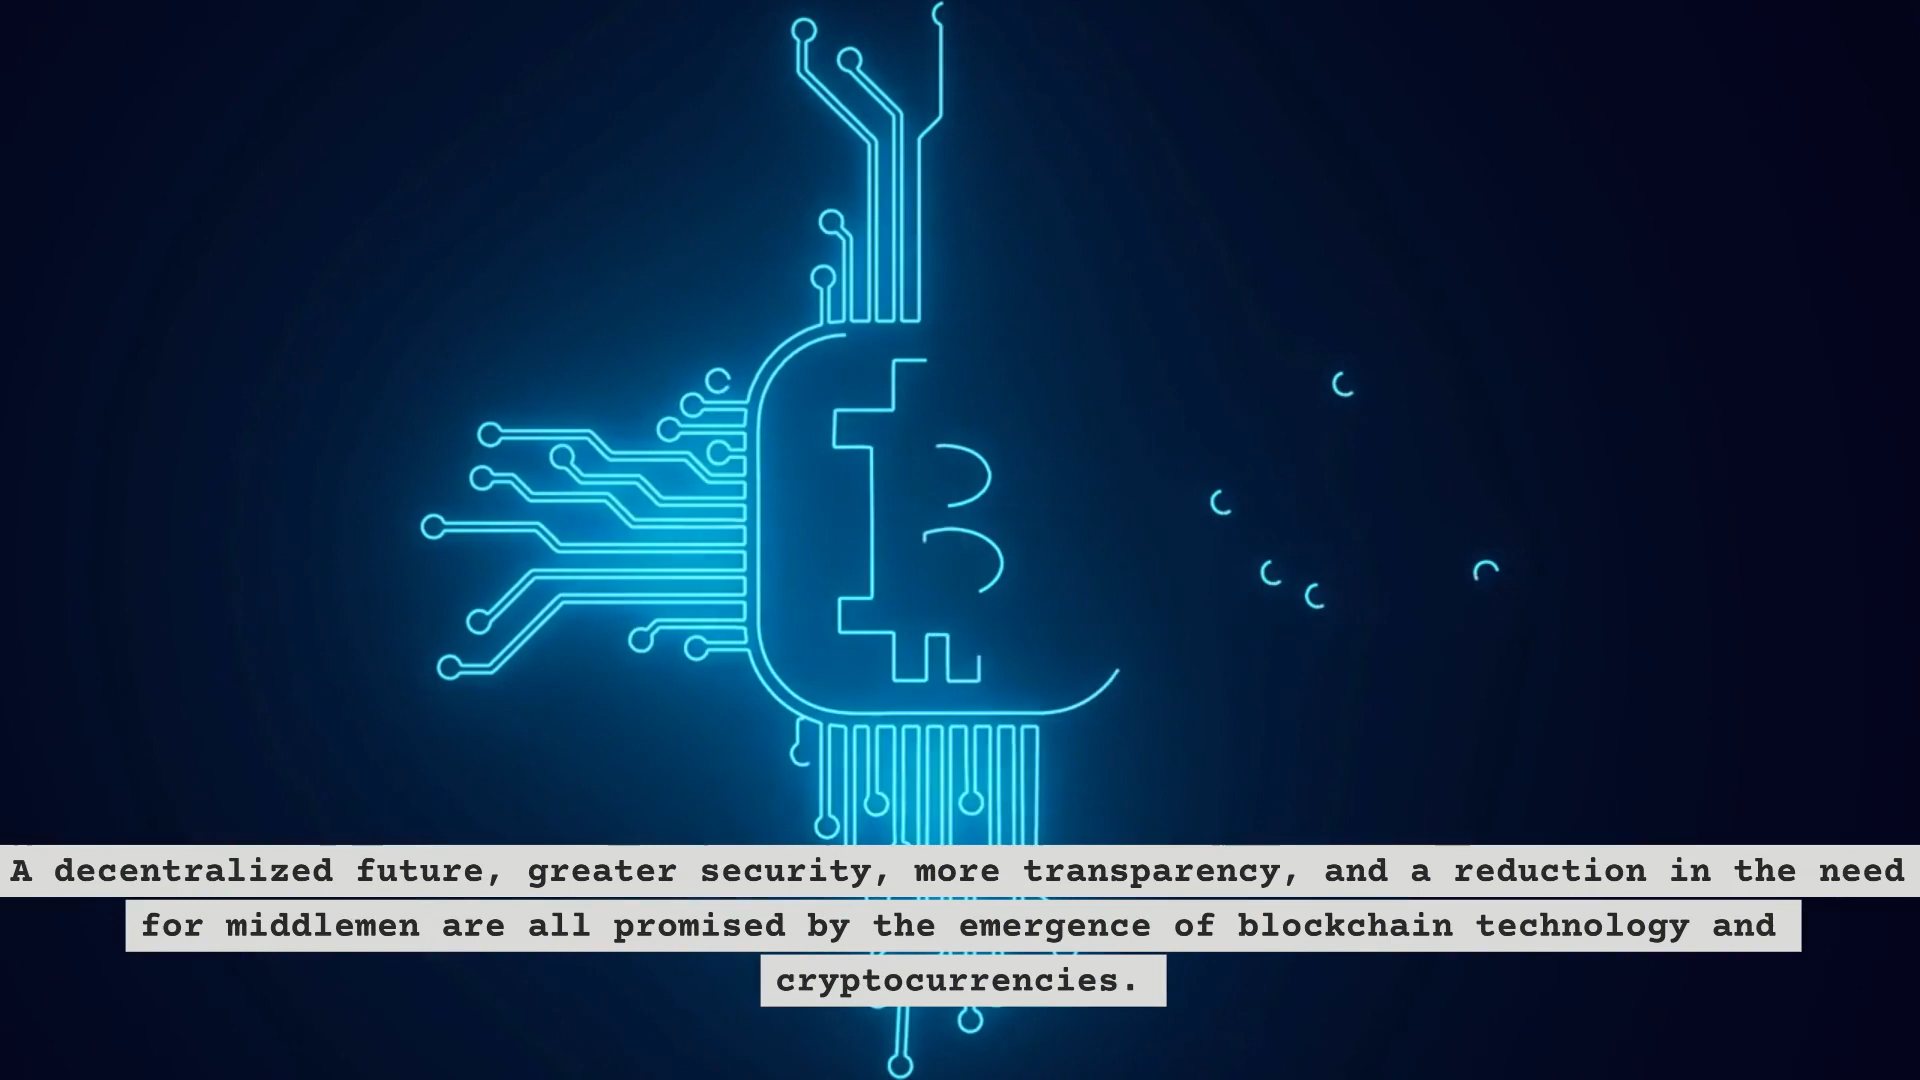 A decentralized future, greater security, more transparency, and a reduction in the need
for middlemen are all promised by the emergence of blockchain technology and
cryptocurrencies.